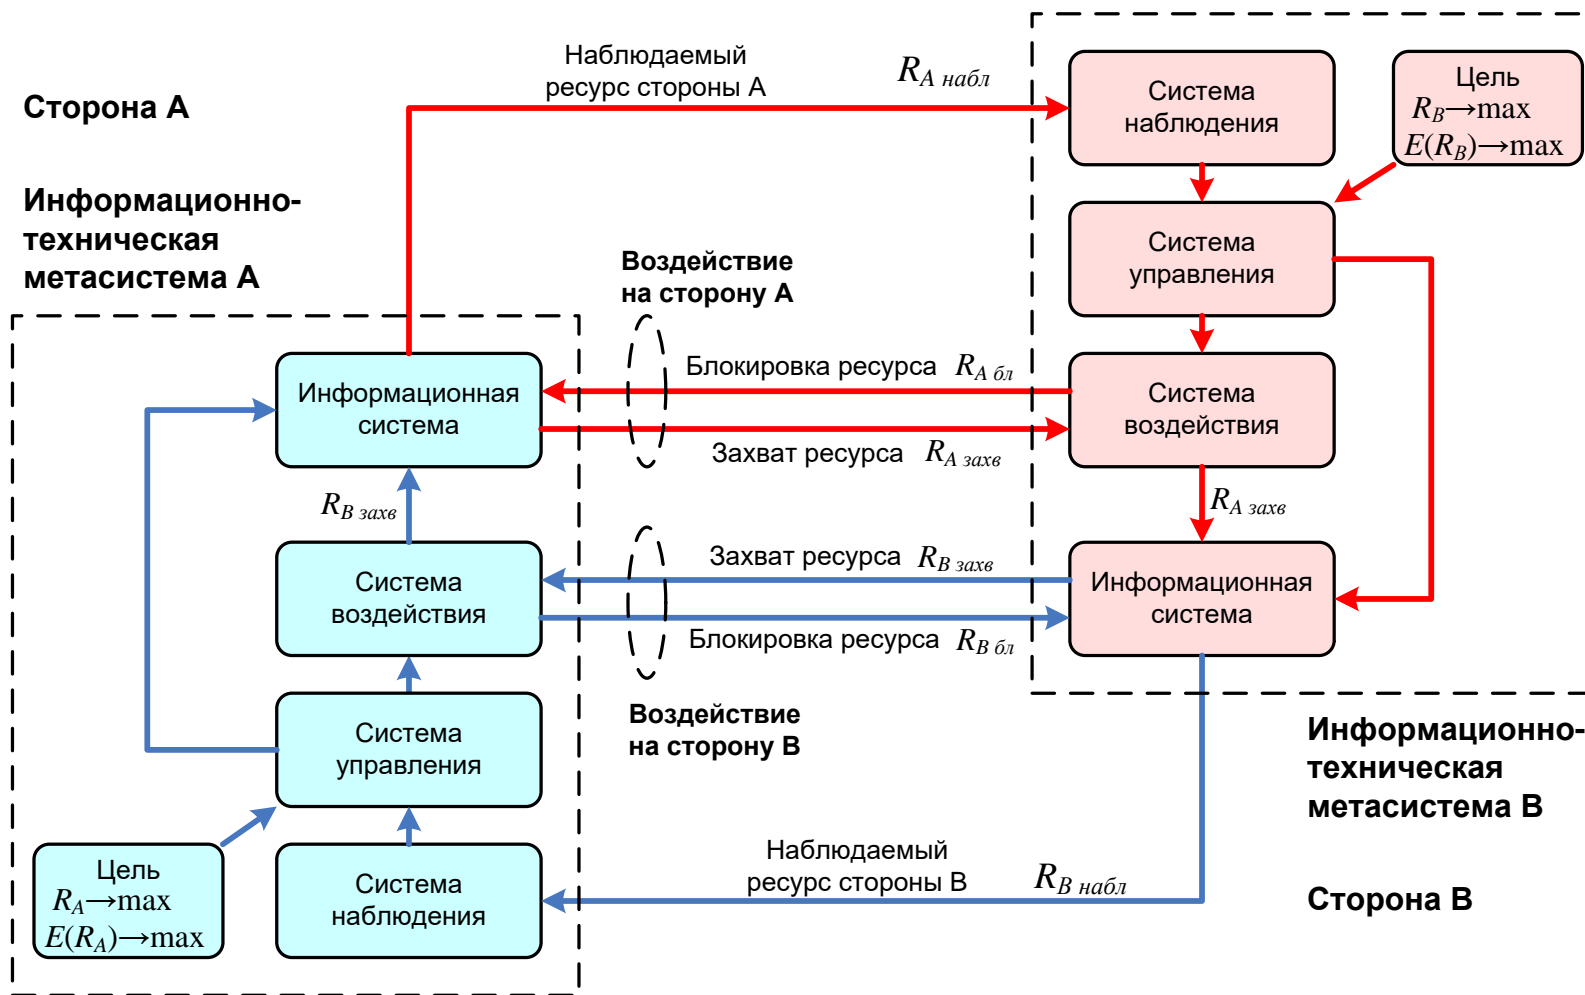 Наблюдаемый
ресурс стороны А
R_A набл
Сторона А
Информационно-
техническая
метасистема А
Система
наблюдения
Цель
R_B→max
E(R_B)→max
Система
управления
Воздействие
на сторону А
Блокировка ресурса R_A бл
Захват ресурса R_A захв
Система
воздействия
R_A захв
Информационная
система
R_B захв
Захват ресурса R_B захв
Блокировка ресурса R_B бл
Информационная
система
Система
воздействия
Воздействие
на сторону В
Система
управления
Информационно-
техническая
метасистема В
Цель
R_A→max
E(R_A)→max
Система
наблюдения
Наблюдаемый
ресурс стороны В
R_B набл
Сторона В